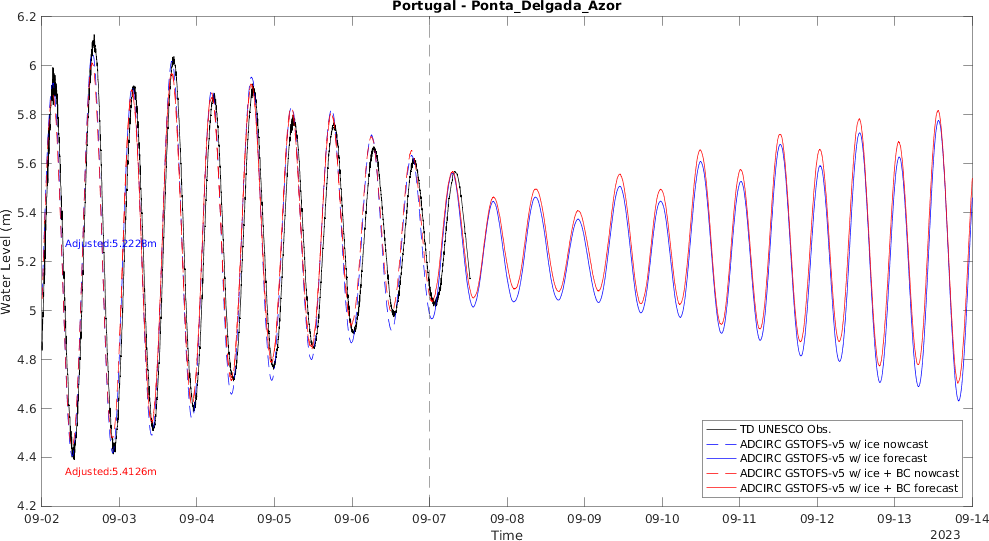 Portugal - Ponta_Delgada_Azor
6.2
6
5.8
5.6
5.4
5.2
5
4.8
4.6
4.4
4.2
Water Level (m)
Adjusted:5.2228m
Adjusted:5.4126m
TD UNESCO Obs.
ADCIRC GSTOFS-v5 w/ ice nowcast
ADCIRC GSTOFS-v5 w/ ice forecast
ADCIRC GSTOFS-v5 w/ ice + BC nowcast
ADCIRC GSTOFS-v5 w/ ice + BC forecast
09-02 09-03 09-04 09-05 09-06 09-07 09-08 09-09 09-10 09-11 09-12 09-13 09-14
Time
2023